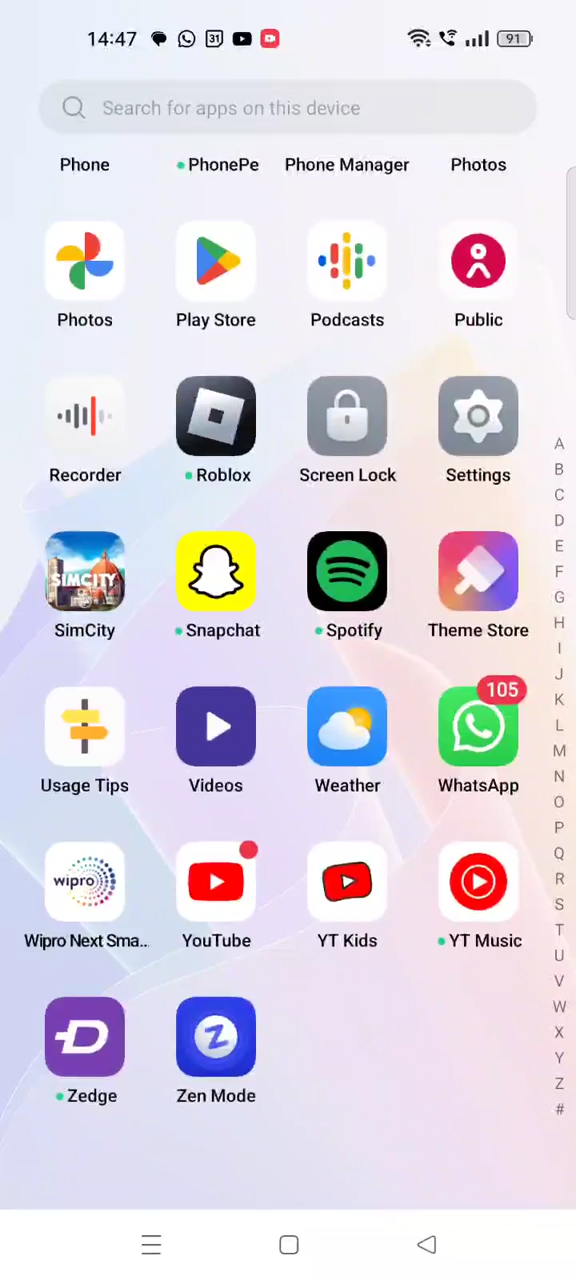 14:47 31 91
Search for apps on this device
Phone PhonePe Phone Manager Photos
Photos Play Store Podcasts Public
Recorder Roblox Screen Lock Settings
SIMCITY
SimCity Snapchat Spotify Theme Store
105
Usage Tips Videos Weather WhatsApp
wipro
Wipro Next Sma... YouTube YT Kids YT Music
Z
Zedge Zen Mode
A
B
C
D
E
F
G
H
I
J
K
L
M
N
O
P
Q
R
S
T
U
V
W
X
Y
Z
#